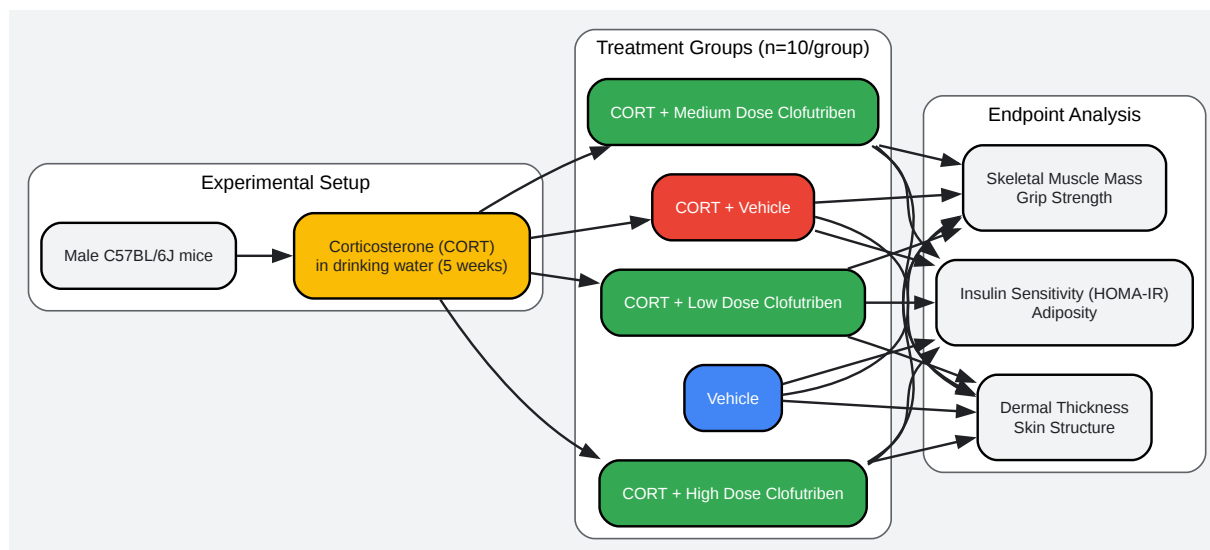 Experimental Setup
Male C57BL/6J mice
Corticosterone (CORT)
in drinking water (5 weeks)
Treatment Groups (n=10/group)
CORT + Medium Dose Clofutriben
CORT + Vehicle
CORT + Low Dose Clofutriben
Vehicle
CORT + High Dose Clofutriben
Endpoint Analysis
Skeletal Muscle Mass
Grip Strength
Insulin Sensitivity (HOMA-IR)
Adiposity
Dermal Thickness
Skin Structure